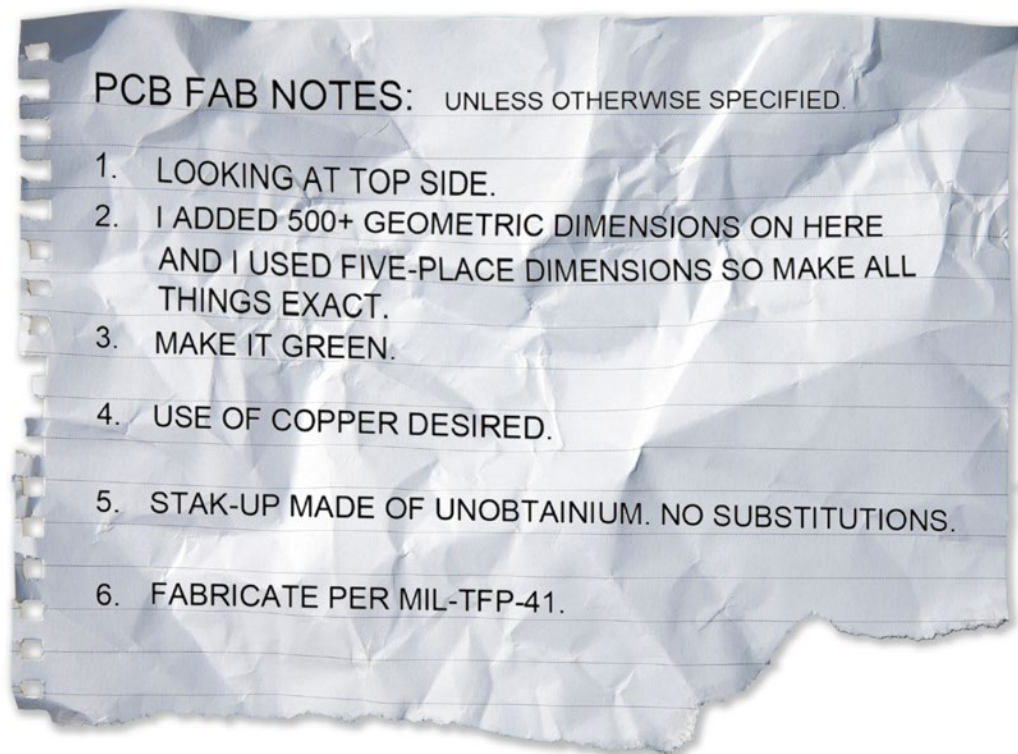 PCB FAB NOTES: UNLESS OTHERWISE SPECIFIED.
1. LOOKING AT TOP SIDE.
2. I ADDED 500+ GEOMETRIC DIMENSIONS ON HERE
AND I USED FIVE-PLACE DIMENSIONS SO MAKE ALL
THINGS EXACT.
3. MAKE IT GREEN.
4. USE OF COPPER DESIRED.
5. STAK-UP MADE OF UNOBTAINIUM. NO SUBSTITUTIONS.
6. FABRICATE PER MIL-TFP-41.